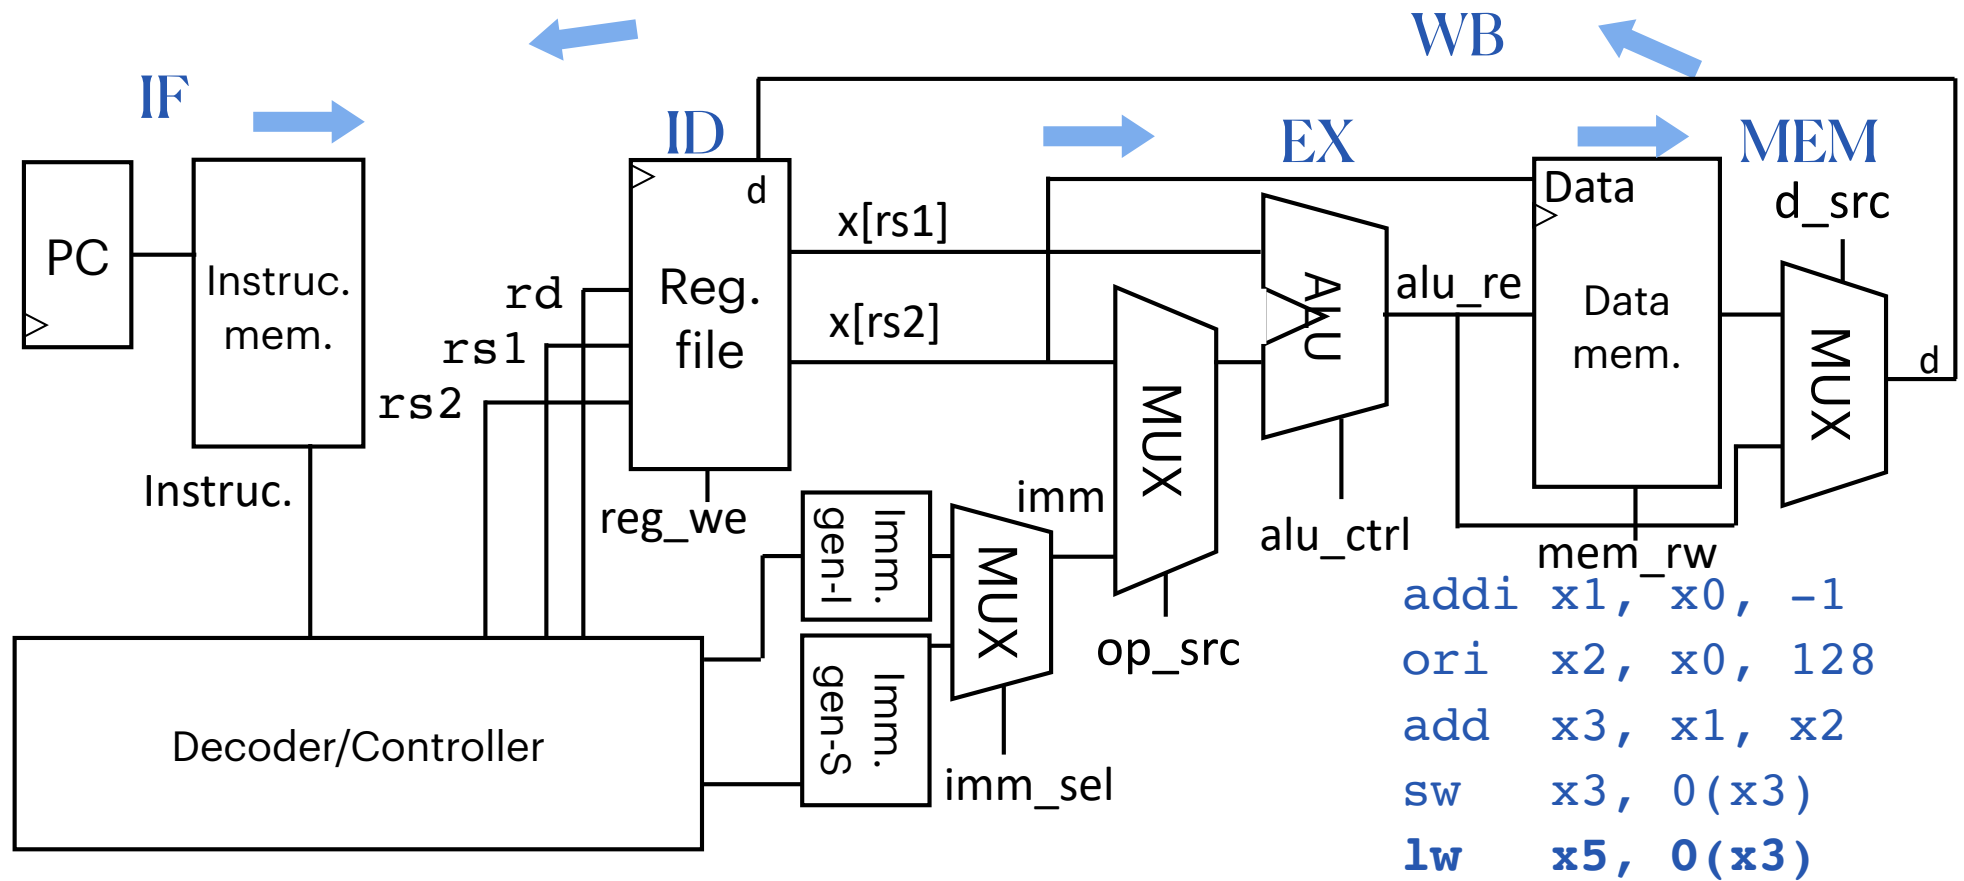 WB
IF
ID
EX
MEM
PC
Instruc.
mem.
rd
rs1
rs2
d
Reg.
file
x[rs1]
x[rs2]
ALU
alu_re
Data
Data
mem.
d_src
MUX
d
Instruc.
reg_we
Imm.
gen-I
imm
MUX
MUX
alu_ctrl
mem_rw
op_src
Decoder/Controller
Imm.
gen-S
imm_sel
addi x1, x0, -1
ori x2, x0, 128
add x3, x1, x2
sw x3, 0(x3)
lw x5, 0(x3)